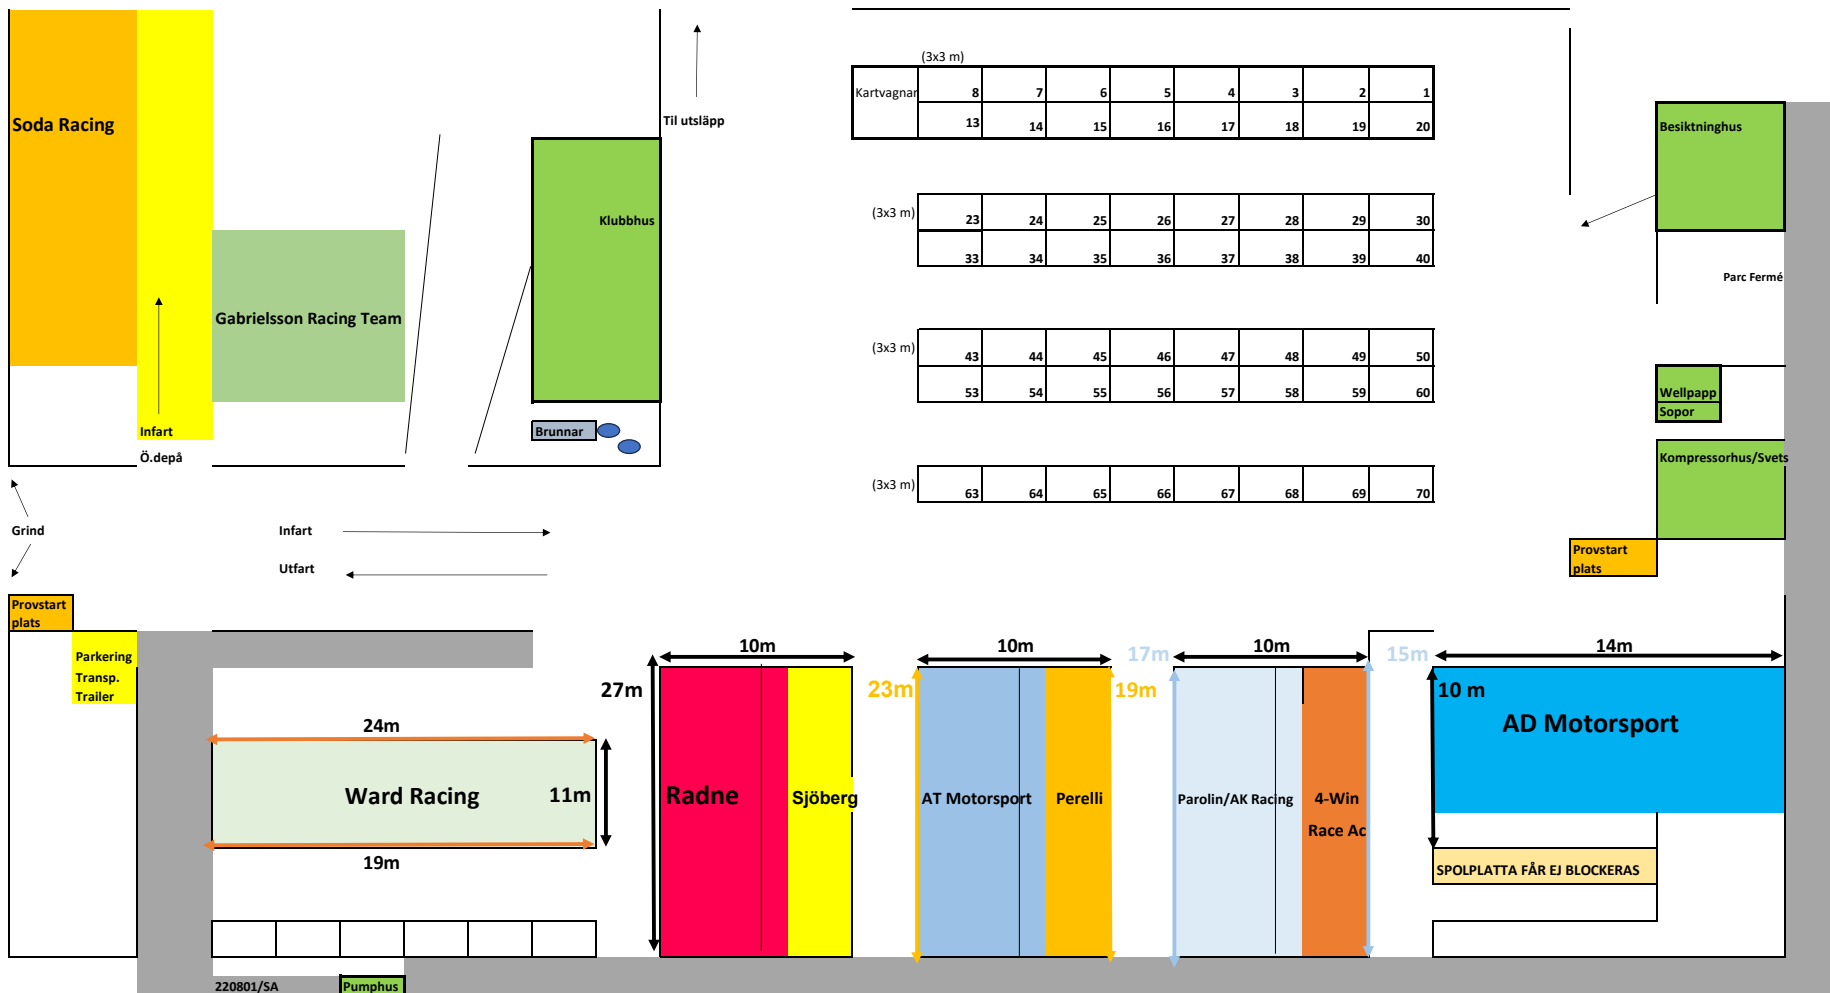 (3x3 m)
Kartvagnar 8 7 6 5 4 3 2 1
13 14 15 16 17 18 19 20
Soda Racing
Til utsläpp
Besiktninghus
Klubbhus
(3x3 m) 23 24 25 26 27 28 29 30
33 34 35 36 37 38 39 40
Parc Fermé
Gabrielsson Racing Team
(3x3 m) 43 44 45 46 47 48 49 50
53 54 55 56 57 58 59 60
Wellpapp
Sopor
Infart
Ö.depå
Brunnar
Kompressorhus/Svets
(3x3 m) 63 64 65 66 67 68 69 70
Grind
Infart
Utfart
Provstart
plats
Provstart
plats
Parkering
Transp.
Trailer
10m
10m
17m
10m
15m
14m
27m
23m
19m
10 m
24m
AD Motorsport
Ward Racing
11m
Radne
Sjöberg
AT Motorsport
Perelli
Parolin/AK Racing
4-Win
Race Ac
19m
SPOLPLATTA FÅR EJ BLOCKERAS
220801/SA
Pumphus